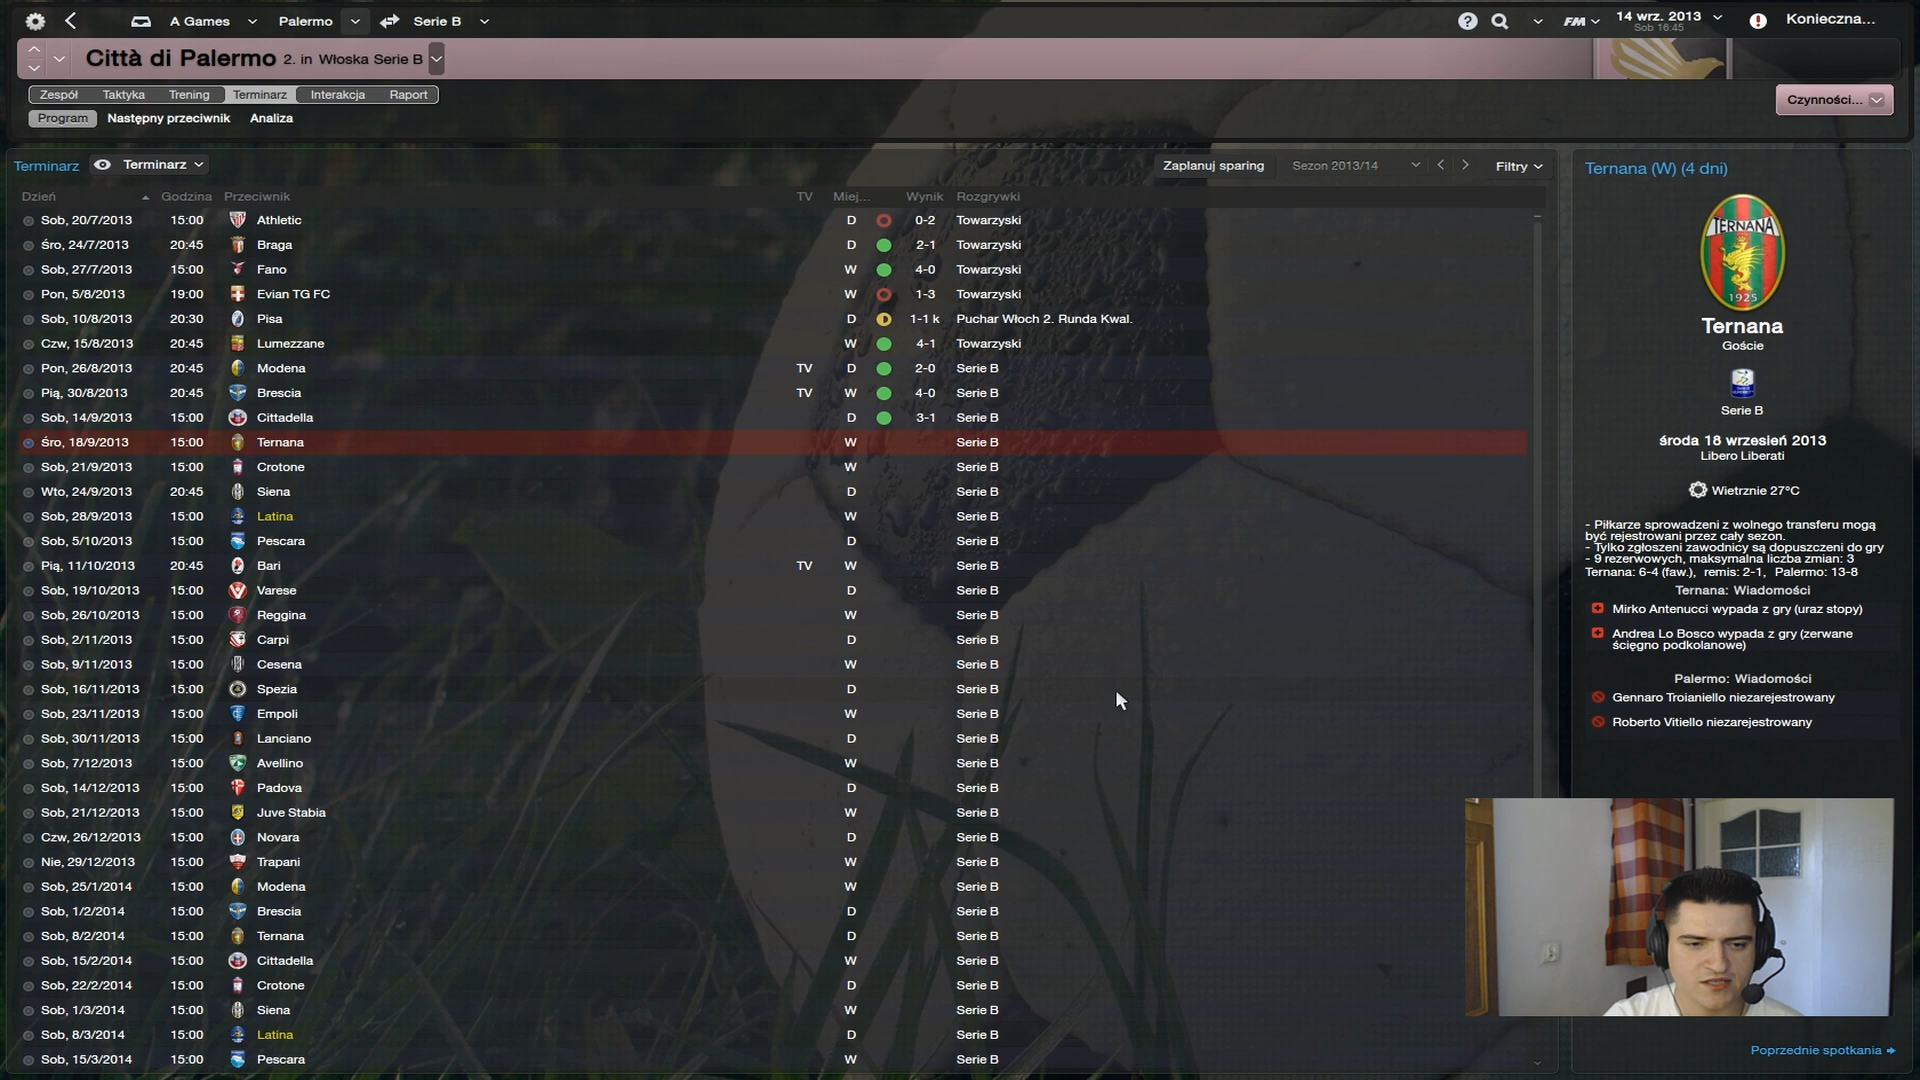 A Games Palermo Serie B FM 14 wrz. 2013 Konieczna...
Sob 16:45
Città di Palermo 2. in Włoska Serie B
Zespół Taktyka Trening Terminarz Interakcja Raport
Czynności...
Program Następny przeciwnik Analiza
Terminarz Terminarz Zaplanuj sparing Sezon 2013/14 Filtry
Dzień Godzina Przeciwnik TV Miej... Wynik Rozgrywki
Sob, 20/7/2013 15:00 Athletic D 0-2 Towarzyski
Śro, 24/7/2013 20:45 Braga D 2-1 Towarzyski
Sob, 27/7/2013 15:00 Fano W 4-0 Towarzyski
Pon, 5/8/2013 19:00 Evian TG FC W 1-3 Towarzyski
Sob, 10/8/2013 20:30 Pisa D 1-1 k Puchar Włoch 2. Runda Kwal.
Czw, 15/8/2013 20:45 Lumezzane W 4-1 Towarzyski
Pon, 26/8/2013 20:45 Modena TV D 2-0 Serie B
Pią, 30/8/2013 20:45 Brescia TV W 4-0 Serie B
Sob, 14/9/2013 15:00 Cittadella D 3-1 Serie B
Śro, 18/9/2013 15:00 Ternana W Serie B
Sob, 21/9/2013 15:00 Crotone W Serie B
Wto, 24/9/2013 20:45 Siena D Serie B
Sob, 28/9/2013 15:00 Latina W Serie B
Sob, 5/10/2013 15:00 Pescara D Serie B
Pią, 11/10/2013 20:45 Bari TV W Serie B
Sob, 19/10/2013 15:00 Varese D Serie B
Sob, 26/10/2013 15:00 Reggina W Serie B
Sob, 2/11/2013 15:00 Carpi D Serie B
Sob, 9/11/2013 15:00 Cesena W Serie B
Sob, 16/11/2013 15:00 Spezia D Serie B
Sob, 23/11/2013 15:00 Empoli W Serie B
Sob, 30/11/2013 15:00 Lanciano D Serie B
Sob, 7/12/2013 15:00 Avellino W Serie B
Sob, 14/12/2013 15:00 Padova D Serie B
Sob, 21/12/2013 15:00 Juve Stabia W Serie B
Czw, 26/12/2013 15:00 Novara D Serie B
Nie, 29/12/2013 15:00 Trapani W Serie B
Sob, 25/1/2014 15:00 Modena W Serie B
Sob, 1/2/2014 15:00 Brescia D Serie B
Sob, 8/2/2014 15:00 Ternana D Serie B
Sob, 15/2/2014 15:00 Cittadella W Serie B
Sob, 22/2/2014 15:00 Crotone D Serie B
Sob, 1/3/2014 15:00 Siena W Serie B
Sob, 8/3/2014 15:00 Latina D Serie B
Sob, 15/3/2014 15:00 Pescara W Serie B
Ternana (W) (4 dni)
TERNANA
1925
Ternana
Goście
Serie B
środa 18 wrzesień 2013
Libero Liberati
Wietrznie 27°C
- Piłkarze sprowadzeni z wolnego transferu mogą
być rejestrowani przez cały sezon.
- Tylko zgłoszeni zawodnicy są dopuszczeni do gry
- 9 rezerwowych, maksymalna liczba zmian: 3
Ternana: 6-4 (faw.), remis: 2-1, Palermo: 13-8
Ternana: Wiadomości
Mirko Antenucci wypada z gry (uraz stopy)
Andrea Lo Bosco wypada z gry (zerwane
ścięgno podkolanowe)
Palermo: Wiadomości
Gennaro Troianiello niezarejestrowany
Roberto Vitiello niezarejestrowany
Poprzednie spotkania